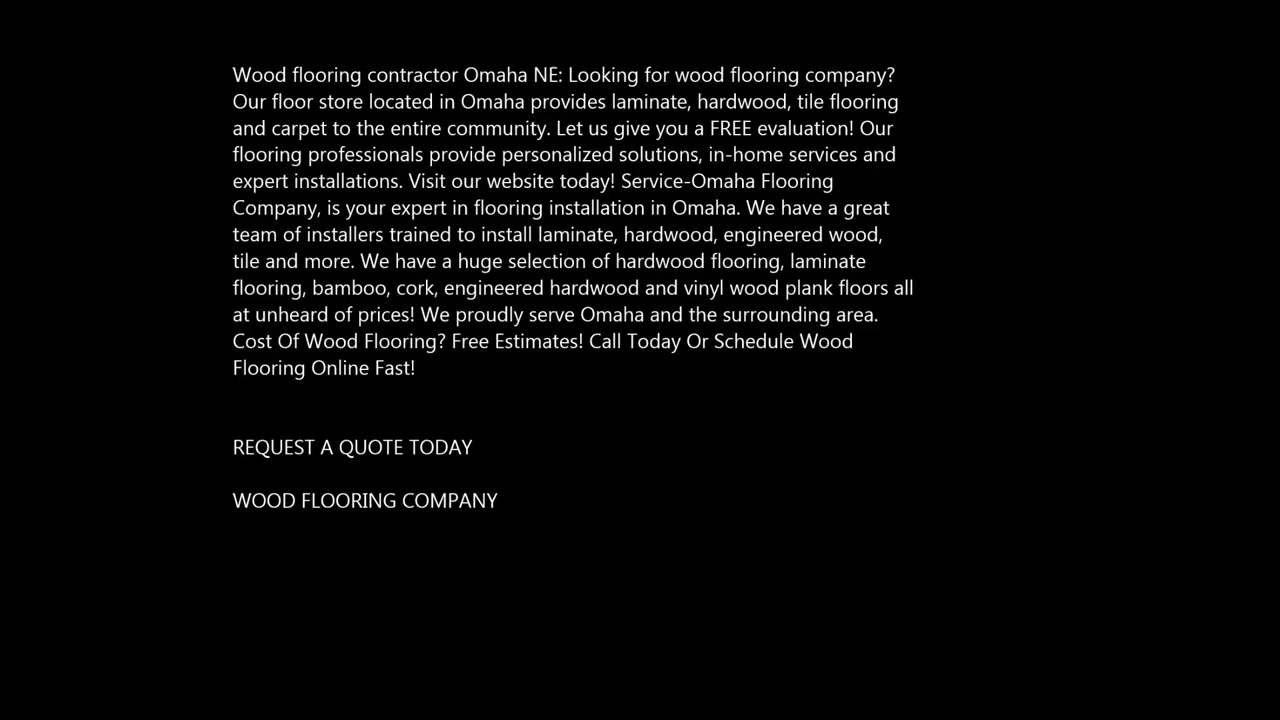 Wood flooring contractor Omaha NE: Looking for wood flooring company?
Our floor store located in Omaha provides laminate, hardwood, tile flooring
and carpet to the entire community. Let us give you a FREE evaluation! Our
flooring professionals provide personalized solutions, in-home services and
expert installations. Visit our website today! Service-Omaha Flooring
Company, is your expert in flooring installation in Omaha. We have a great
team of installers trained to install laminate, hardwood, engineered wood,
tile and more. We have a huge selection of hardwood flooring, laminate
flooring, bamboo, cork, engineered hardwood and vinyl wood plank floors all
at unheard of prices! We proudly serve Omaha and the surrounding area.
Cost Of Wood Flooring? Free Estimates! Call Today Or Schedule Wood
Flooring Online Fast!
REQUEST A QUOTE TODAY
WOOD FLOORING COMPANY